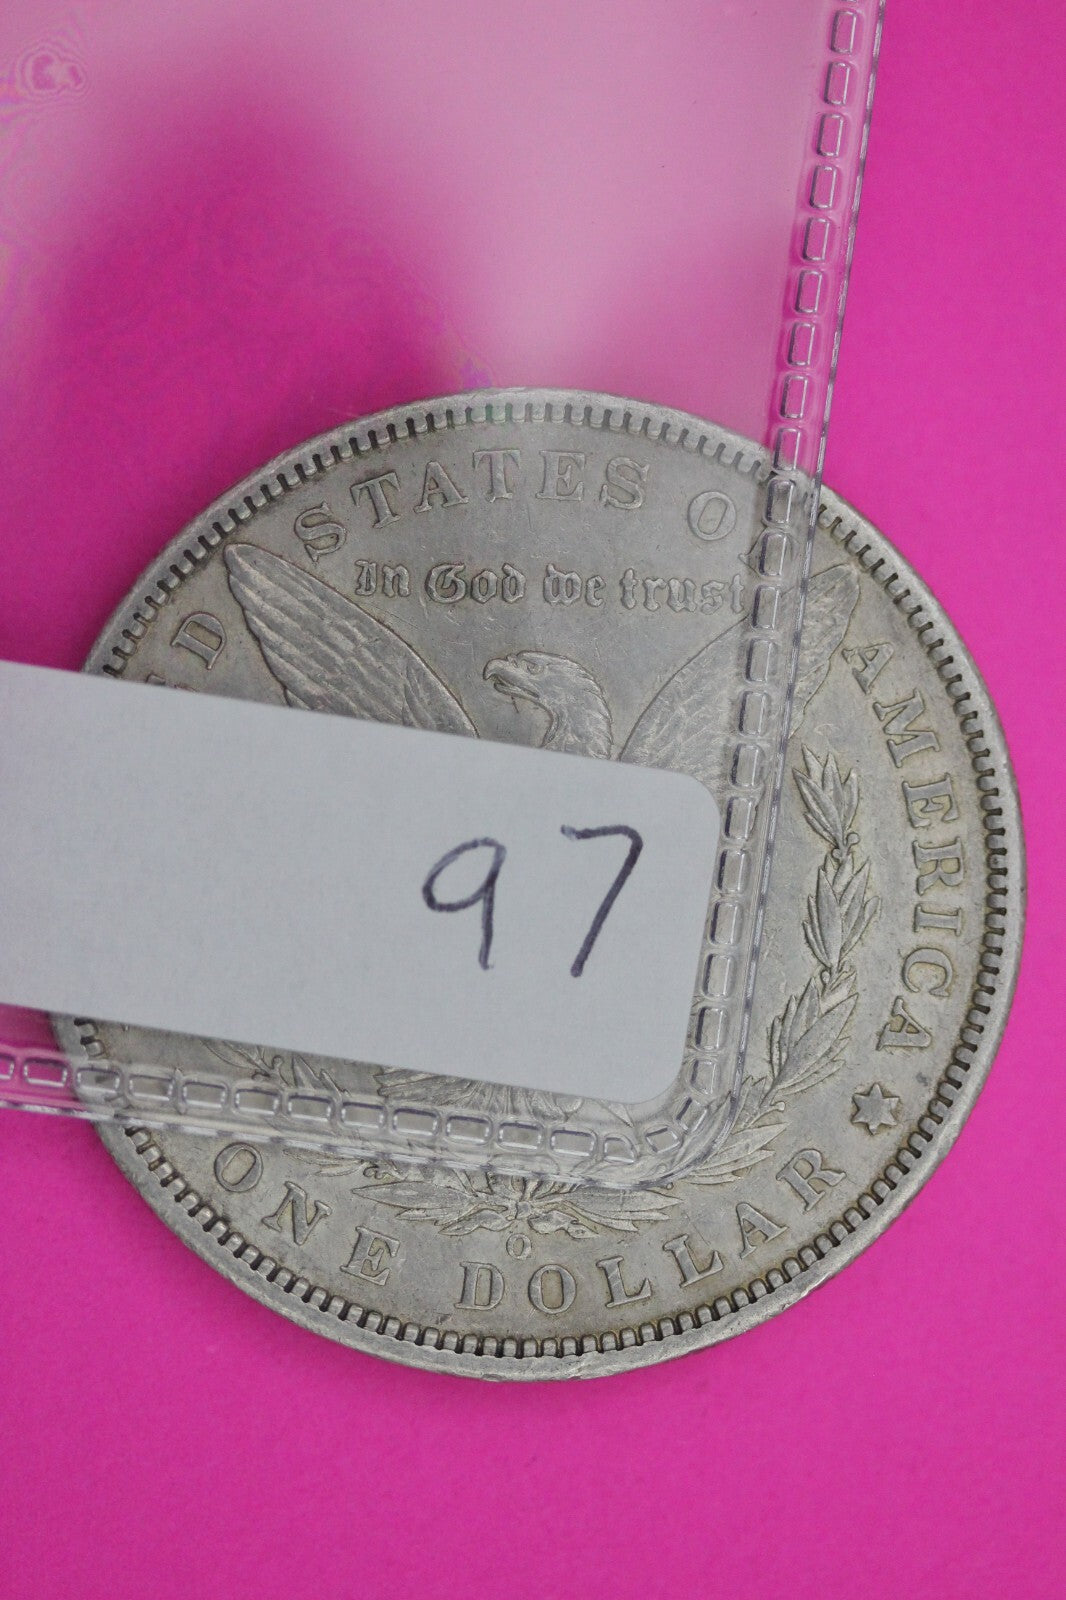 D STATES O
AMERICA
In God we trust
97
O
ONE DOLLAR